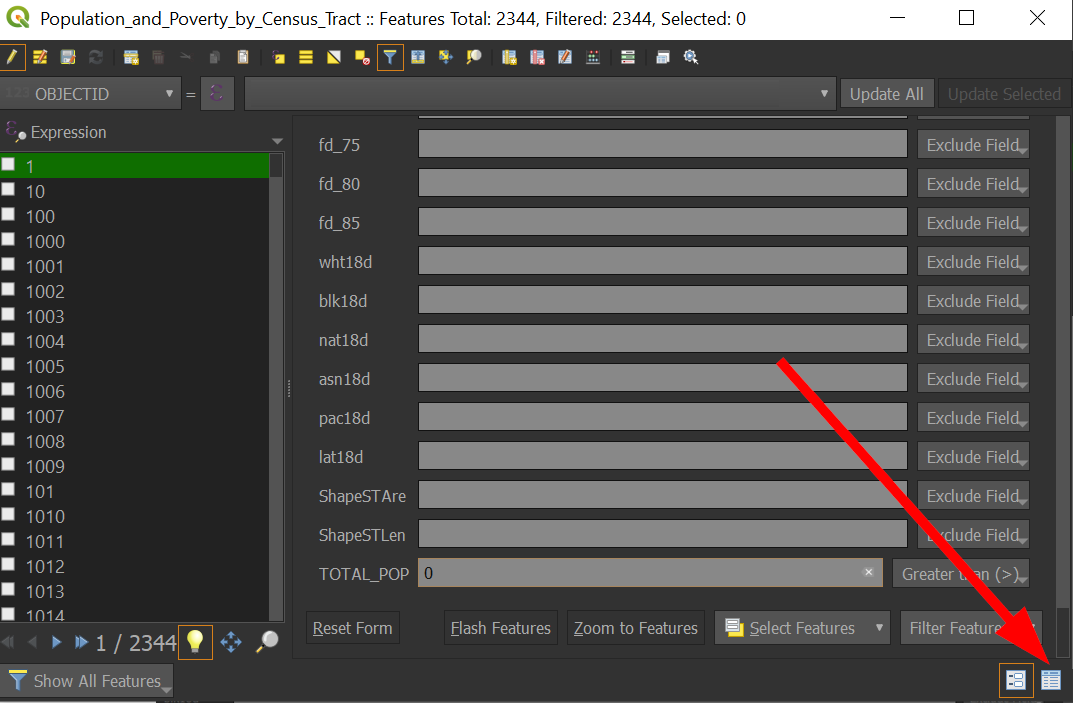 Population_and_Poverty_by_Census_Tract :: Features Total: 2344, Filtered: 2344, Selected: 0
123 OBJECTID = ε Update All Update Selected
ε Expression
1
10
100
1000
1001
1002
1003
1004
1005
1006
1007
1008
1009
101
1010
1011
1012
1013
1014
fd_75 Exclude Field
fd_80 Exclude Field
fd_85 Exclude Field
wht18d Exclude Field
blk18d Exclude Field
nat18d Exclude Field
asn18d Exclude Field
pac18d Exclude Field
lat18d Exclude Field
ShapeSTAre Exclude Field
ShapeSTLen Exclude Field
TOTAL_POP 0 Greater than (>)
Reset Form Flash Features Zoom to Features Select Features Filter Feature
1 / 2344
Show All Features